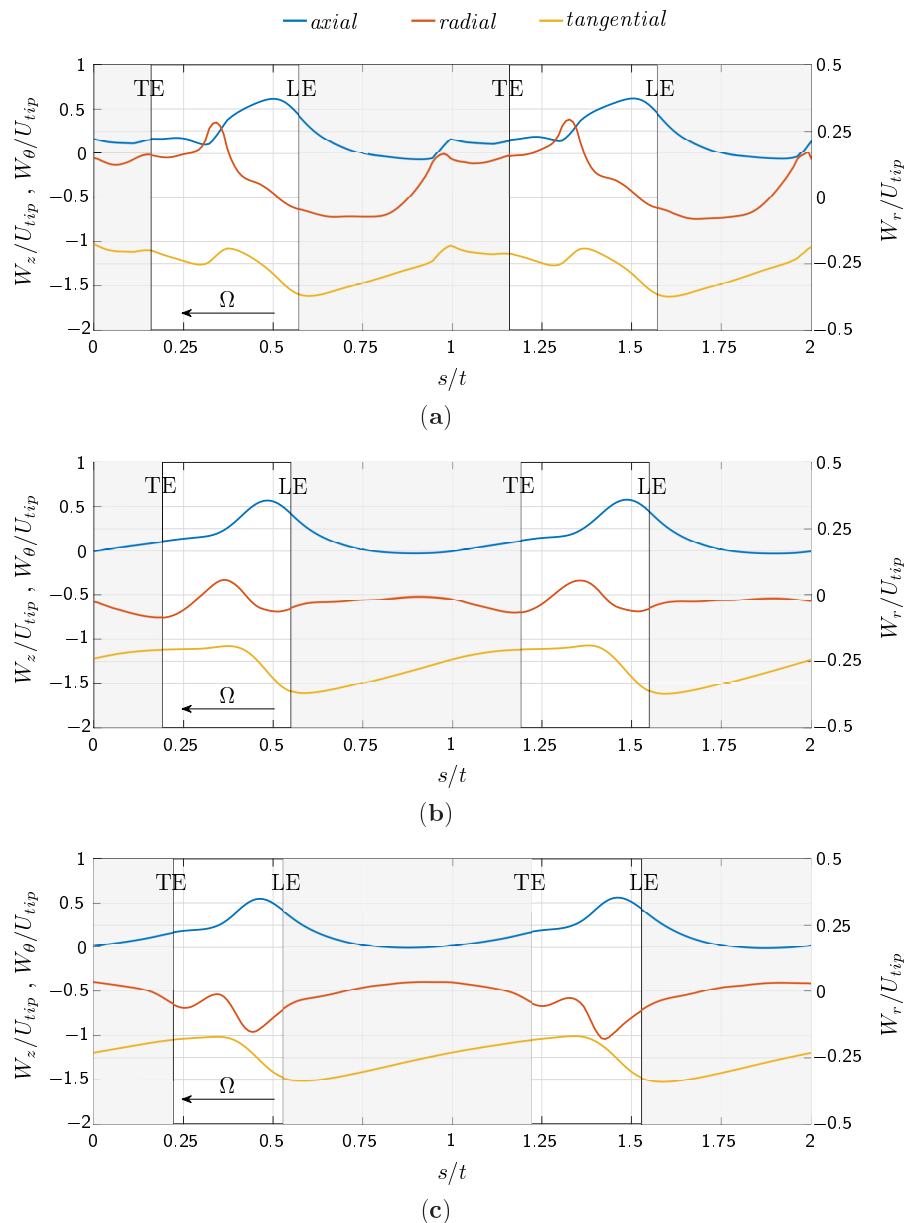 axial radial tangential
1 0.5
TE LE TE LE
0.5 0.25
0
W_z/U_tip , W_θ/U_tip
-0.5 0 W_r/U_tip
-1
-0.25
-1.5
Ω
-2 -0.5
0 0.25 0.5 0.75 1 1.25 1.5 1.75 2
s/t
(a)
1 0.5
TE LE TE LE
0.5 0.25
0
W_z/U_tip , W_θ/U_tip
-0.5 0 W_r/U_tip
-1
-0.25
-1.5
Ω
-2 -0.5
0 0.25 0.5 0.75 1 1.25 1.5 1.75 2
s/t
(b)
1 0.5
TE LE TE LE
0.5 0.25
0
W_z/U_tip , W_θ/U_tip
-0.5 0 W_r/U_tip
-1
-0.25
-1.5
Ω
-2 -0.5
0 0.25 0.5 0.75 1 1.25 1.5 1.75 2
s/t
(c)